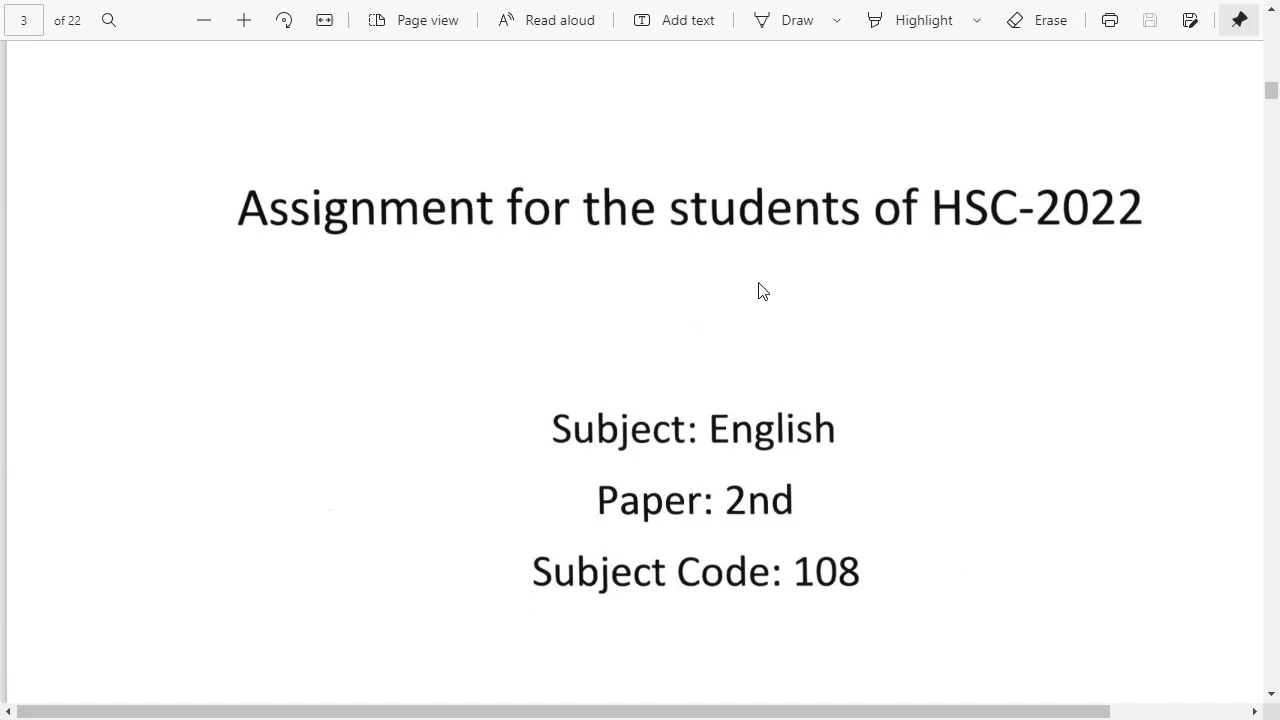 3 of 22 Page view Read aloud Add text Draw Highlight Erase
Assignment for the students of HSC-2022
Subject: English
Paper: 2nd
Subject Code: 108